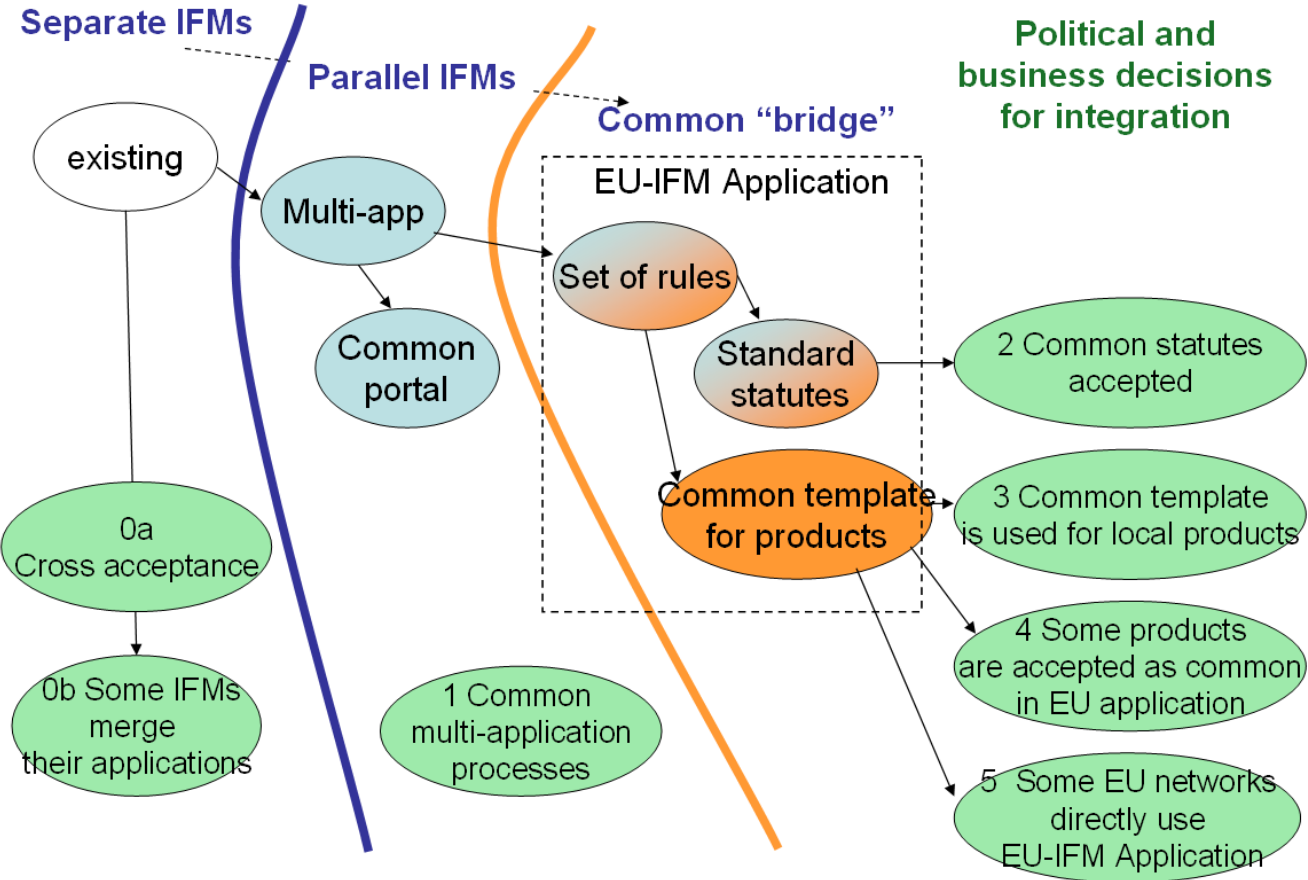 Separate IFMs
Parallel IFMs
Common “bridge”
Political and
business decisions
for integration
existing
Multi-app
Common
portal
EU-IFM Application
Set of rules
Standard
statutes
Common template
for products
2 Common statutes
accepted
3 Common template
is used for local products
4 Some products
are accepted as common
in EU application
5 Some EU networks
directly use
EU-IFM Application
0a
Cross acceptance
0b Some IFMs
merge
their applications
1 Common
multi-application
processes